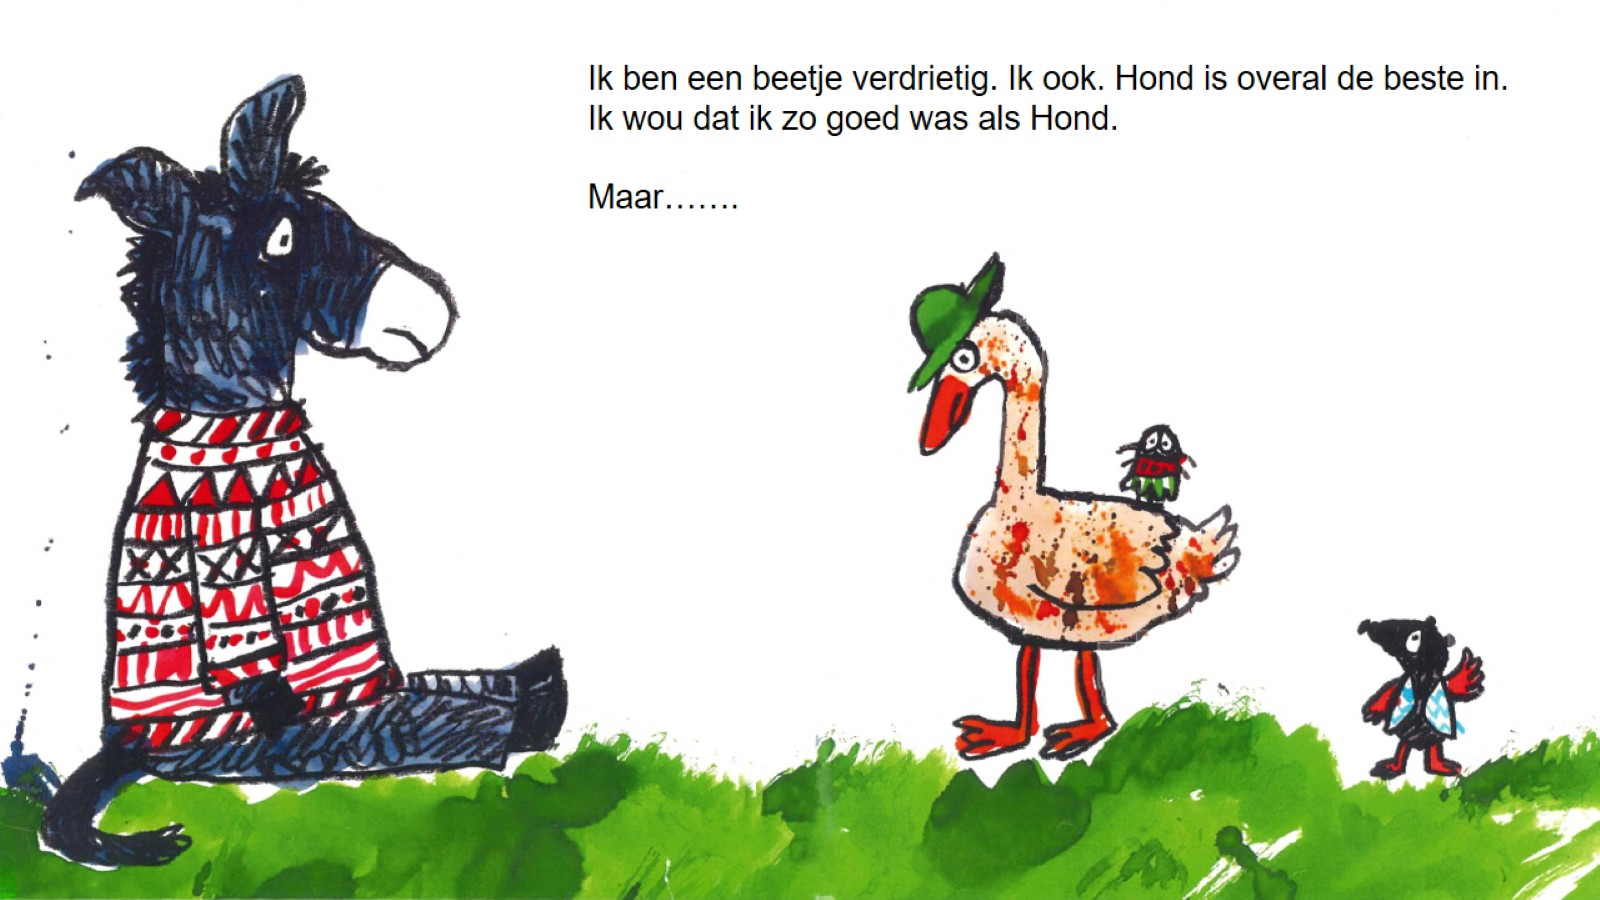 Ik ben een beetje verdrietig. Ik ook. Hond is overal de beste in.
Ik wou dat ik zo goed was als Hond.
Maar.......